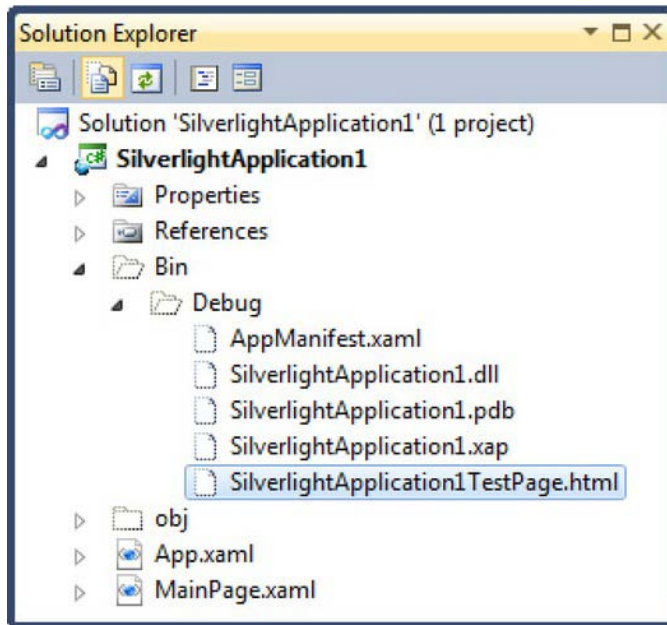 Solution Explorer
Solution 'SilverlightApplication1' (1 project)
C# SilverlightApplication1
Properties
References
Bin
Debug
AppManifest.xaml
SilverlightApplication1.dll
SilverlightApplication1.pdb
SilverlightApplication1.xap
SilverlightApplication1TestPage.html
obj
App.xaml
MainPage.xaml